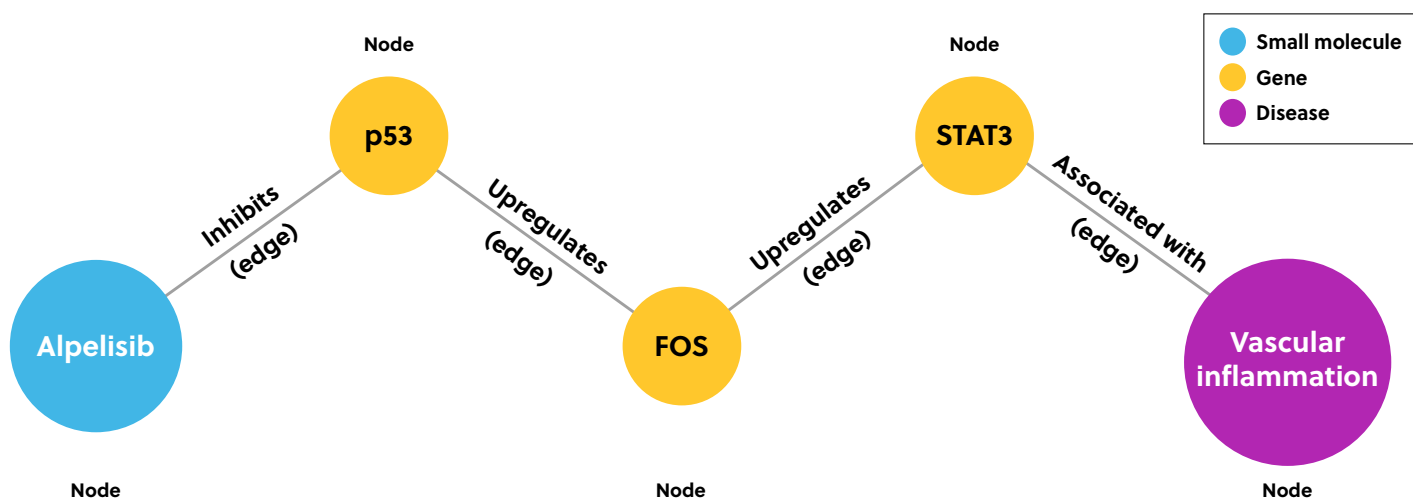 Node
Node
Small molecule
Gene
Disease
p53
STAT3
Inhibits
(edge)
Upregulates
(edge)
Upregulates
(edge)
Associated with
(edge)
Alpelisib
FOS
Vascular
inflammation
Node
Node
Node